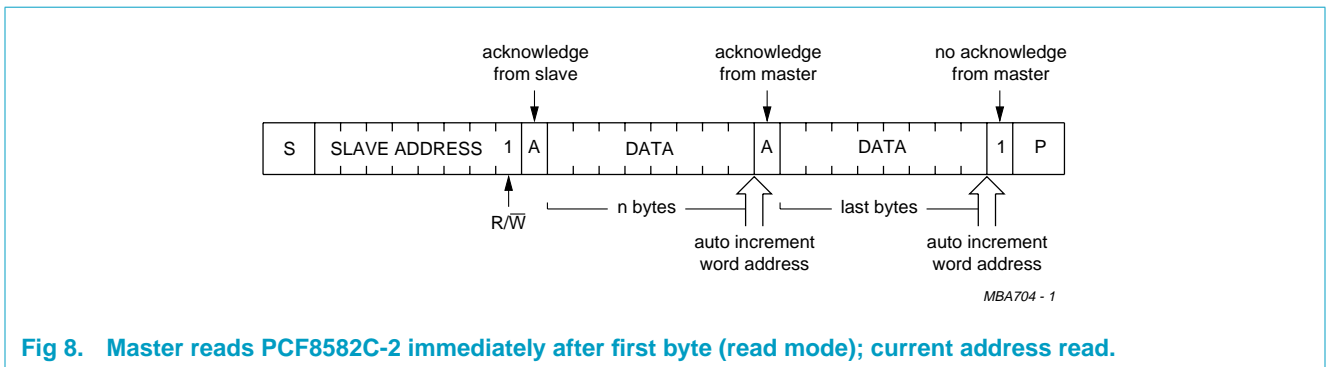 acknowledge from slave
acknowledge from master
no acknowledge from master
S SLAVE ADDRESS 1 A DATA A DATA 1 P
R/W̅
n bytes
last bytes
auto increment word address
auto increment word address
MBA704 - 1
Fig 8. Master reads PCF8582C-2 immediately after first byte (read mode); current address read.